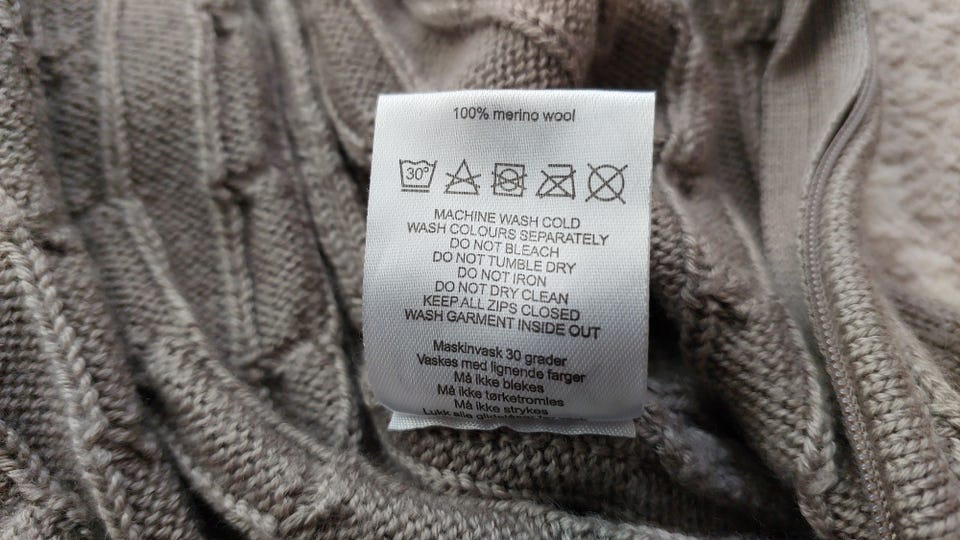 100% merino wool
30°
MACHINE WASH COLD
WASH COLOURS SEPARATELY
DO NOT BLEACH
DO NOT TUMBLE DRY
DO NOT IRON
DO NOT DRY CLEAN
KEEP ALL ZIPS CLOSED
WASH GARMENT INSIDE OUT
Maskinvask 30 grader
Vaskes med lignende farger
Må ikke blekes
Må ikke tørketromles
Må ikke strykes
Lukk alle